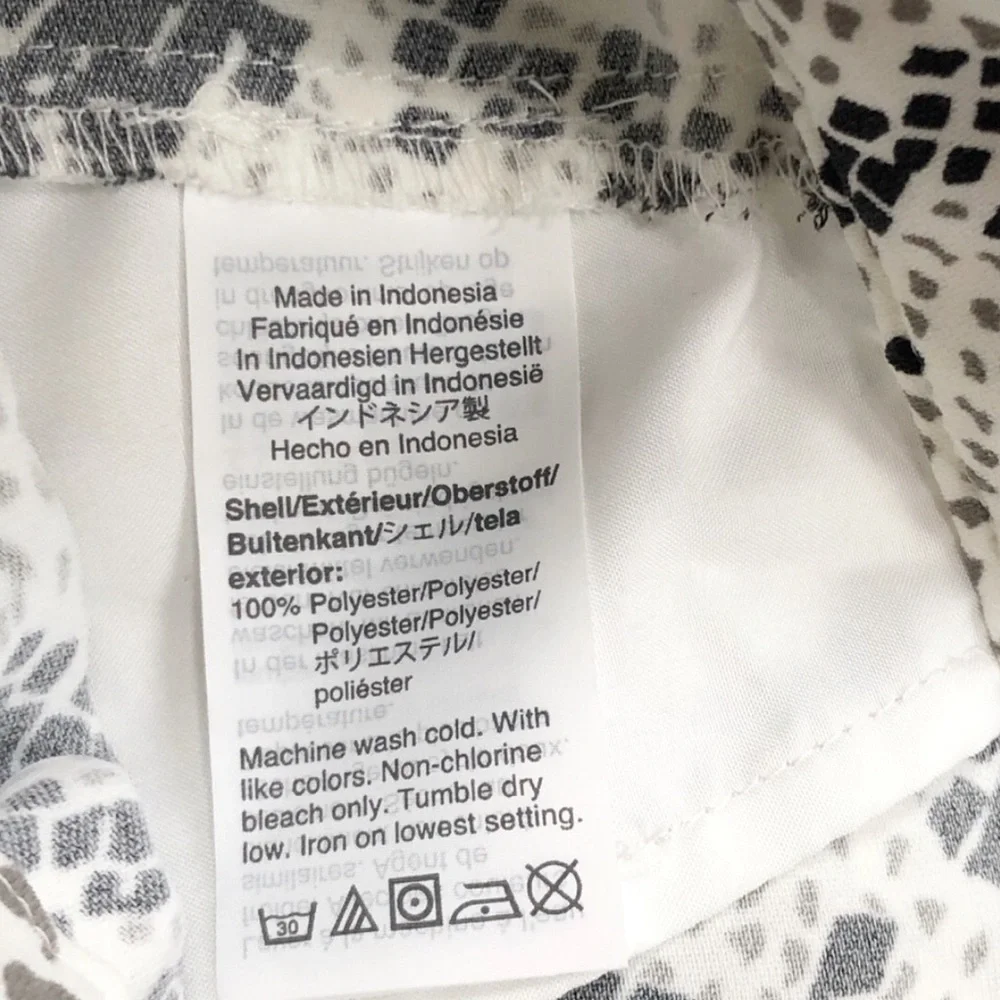 Made in Indonesia
Fabriqué en Indonésie
In Indonesien Hergestellt
Vervaardigd in Indonesië
インドネシア製
Hecho en Indonesia
Shell/Extérieur/Oberstoff/
Buitenkant/シェル/tela
exterior:
100% Polyester/Polyester/
Polyester/Polyester/
ポリエステル/
poliéster
Machine wash cold. With
like colors. Non-chlorine
bleach only. Tumble dry
low. Iron on lowest setting.
30